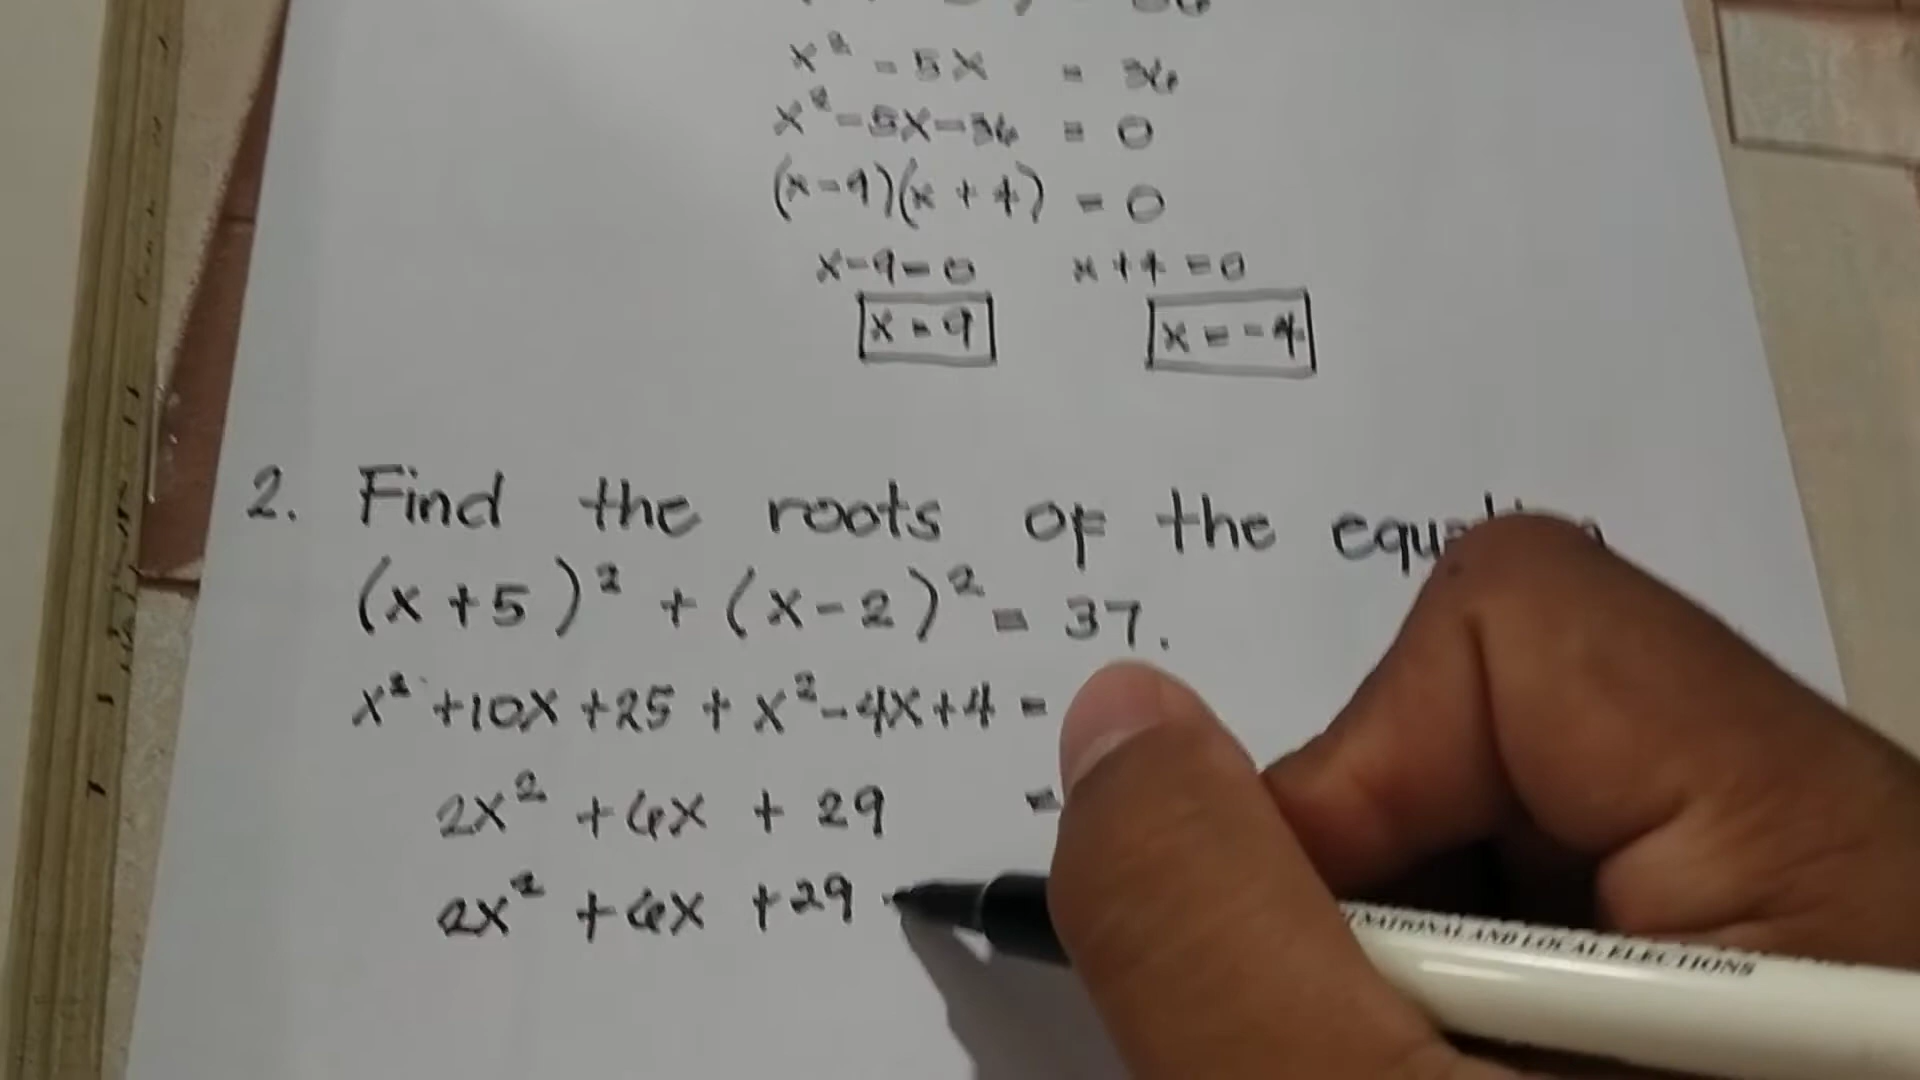 x² - 5x = 36
x² - 5x - 36 = 0
(x - 9)(x + 4) = 0
x - 9 = 0 x + 4 = 0
x = 9 x = -4
2. Find the roots of the
(x + 5)² + (x - 2)² = 37.
x² + 10x + 25 + x² - 4x + 4 =
2x² + 6x + 29 =
2x² + 6x + 29 -
NATIONAL AND LOCAL ELECTIONS